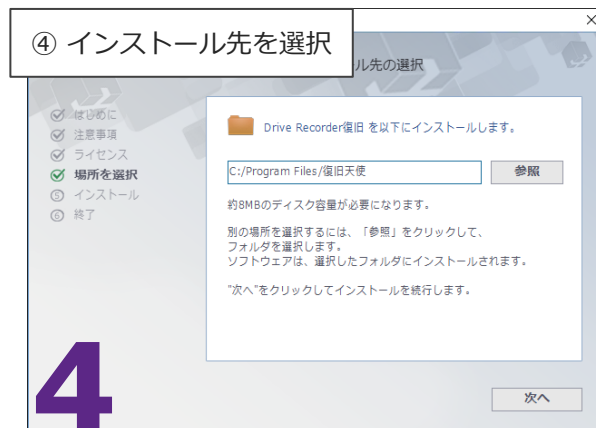 ④ インストール先を選択
ル先の選択
はじめに
注意事項
ライセンス
場所を選択
⑤ インストール
⑥ 終了
Drive Recorder復旧 を以下にインストールします。
C:/Program Files/復旧天使
参照
約8MBのディスク容量が必要になります。
別の場所を選択するには、「参照」をクリックして、
フォルダを選択します。
ソフトウェアは、選択したフォルダにインストールされます。
"次へ"をクリックしてインストールを続行します。
4
次へ